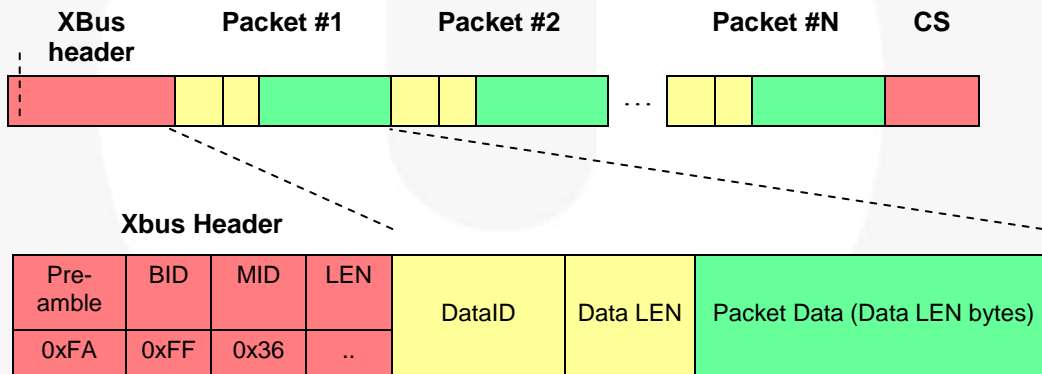 XBus header
Packet #1
Packet #2
Packet #N
CS
...
Xbus Header
Pre-amble
BID
MID
LEN
DataID
Data LEN
Packet Data (Data LEN bytes)
0xFA
0xFF
0x36
..